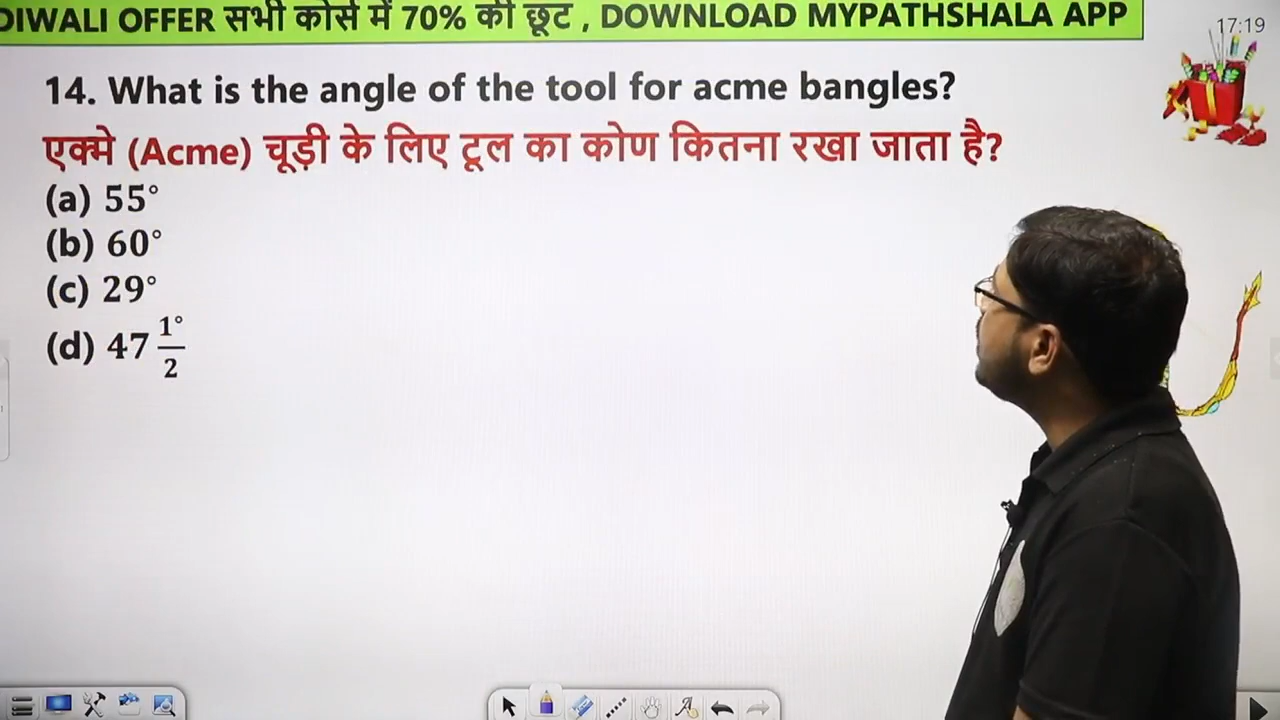 DIWALI OFFER सभी कोर्स में 70% की छूट , DOWNLOAD MYPATHSHALA APP
17:19
14. What is the angle of the tool for acme bangles?
एक्मे (Acme) चूड़ी के लिए टूल का कोण कितना रखा जाता है?
(a) 55°
(b) 60°
(c) 29°
(d) 47 1°/2